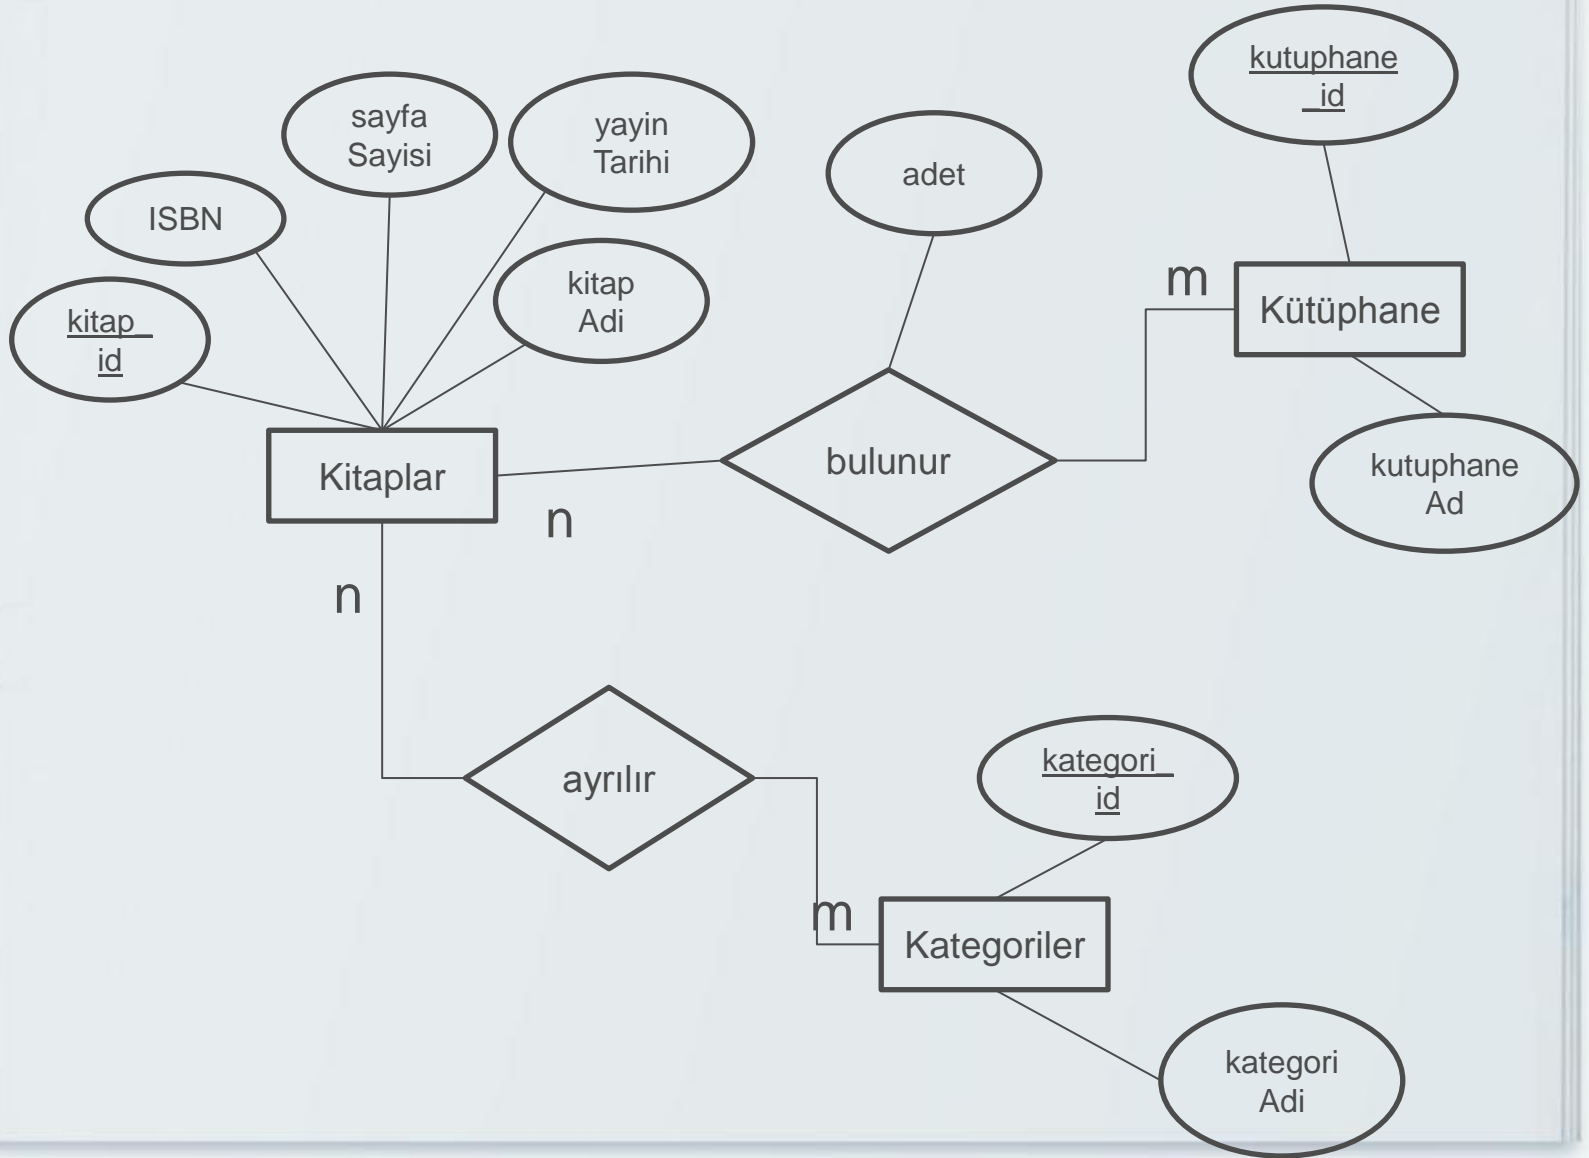 kutuphane
_id
sayfa
Sayisi
yayin
Tarihi
adet
ISBN
kitap_
id
kitap
Adi
m
Kütüphane
Kitaplar
n
bulunur
kutuphane
Ad
n
ayrılır
kategori_
id
m
Kategoriler
kategori
Adi